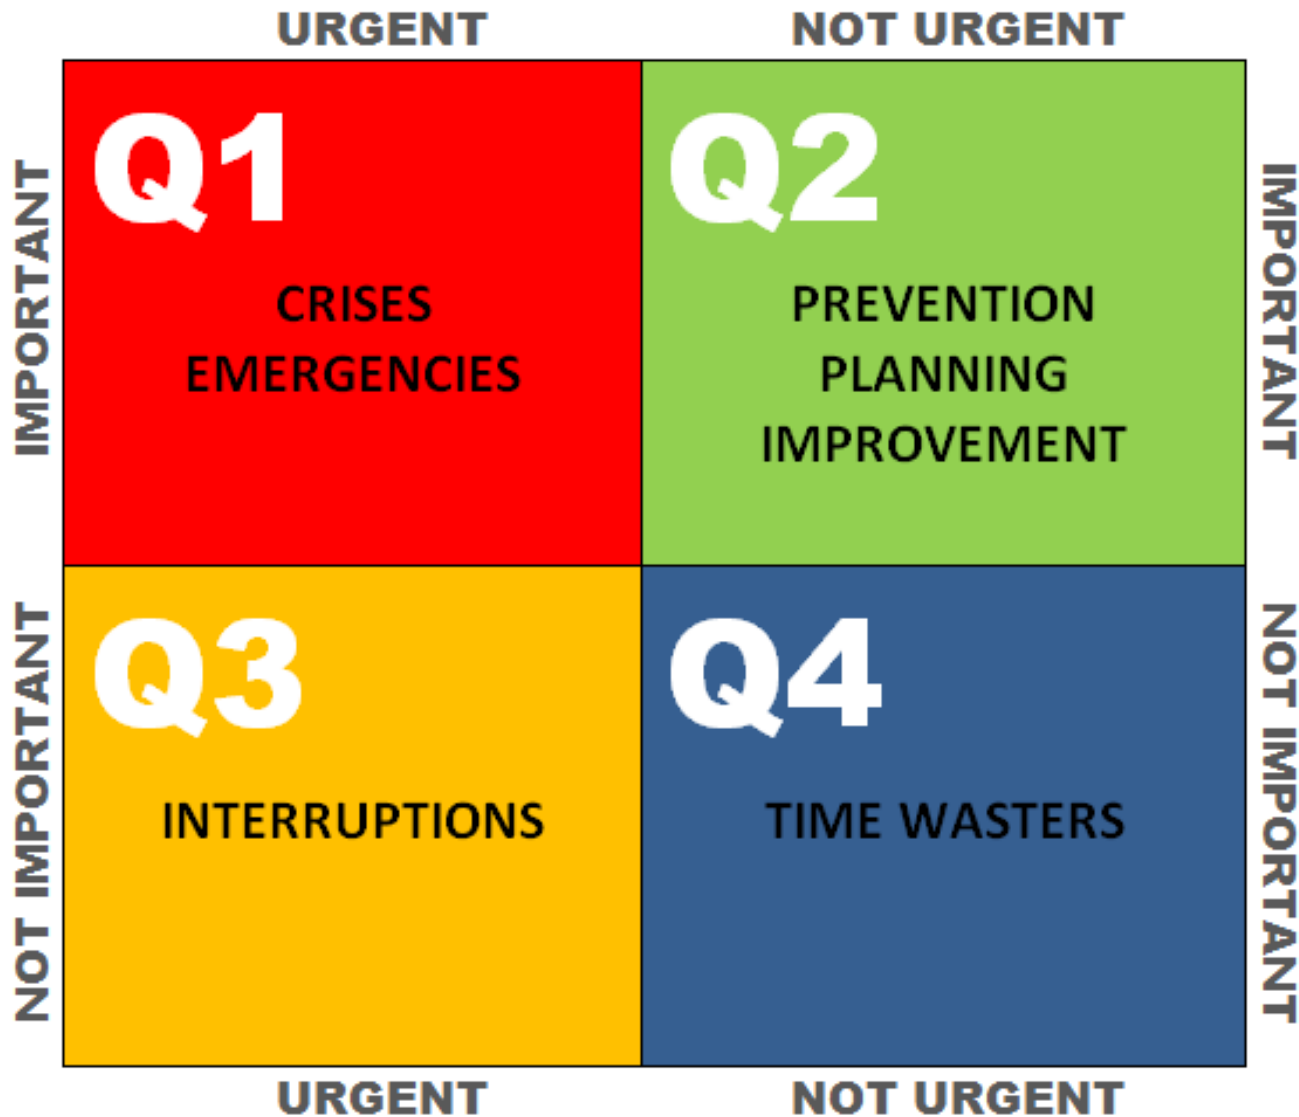 URGENT
NOT URGENT
IMPORTANT
Q1
CRISES
EMERGENCIES
Q2
PREVENTION
PLANNING
IMPROVEMENT
IMPORTANT
NOT IMPORTANT
Q3
INTERRUPTIONS
Q4
TIME WASTERS
NOT IMPORTANT
URGENT
NOT URGENT